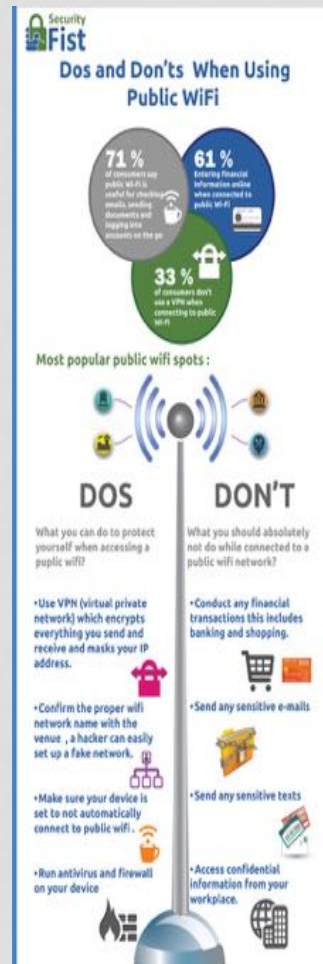 Security
Fist
Dos and Don'ts When Using
Public WiFi
71 %
of consumers say
public Wi-Fi is
useful for checking
emails, sending
documents and
logging into
accounts on the go
61 %
Entering financial
information online
when connected to
public Wi-Fi
33 %
of consumers don't
use a VPN when
connecting to public
Wi-Fi
Most popular public wifi spots :
DOS
What you can do to protect
yourself when accessing a
puplic wifi?
•Use VPN (virtual private
network) which encrypts
everything you send and
receive and masks your IP
address.
•Confirm the proper wifi
network name with the
venue , a hacker can easily
set up a fake network.
•Make sure your device is
set to not automatically
connect to public wifi .
•Run antivirus and firewall
on your device
DON'T
What you should absolutely
not do while connected to a
public wifi network?
•Conduct any financial
transactions this includes
banking and shopping.
•Send any sensitive e-mails
•Send any sensitive texts
•Access confidential
information from your
workplace.